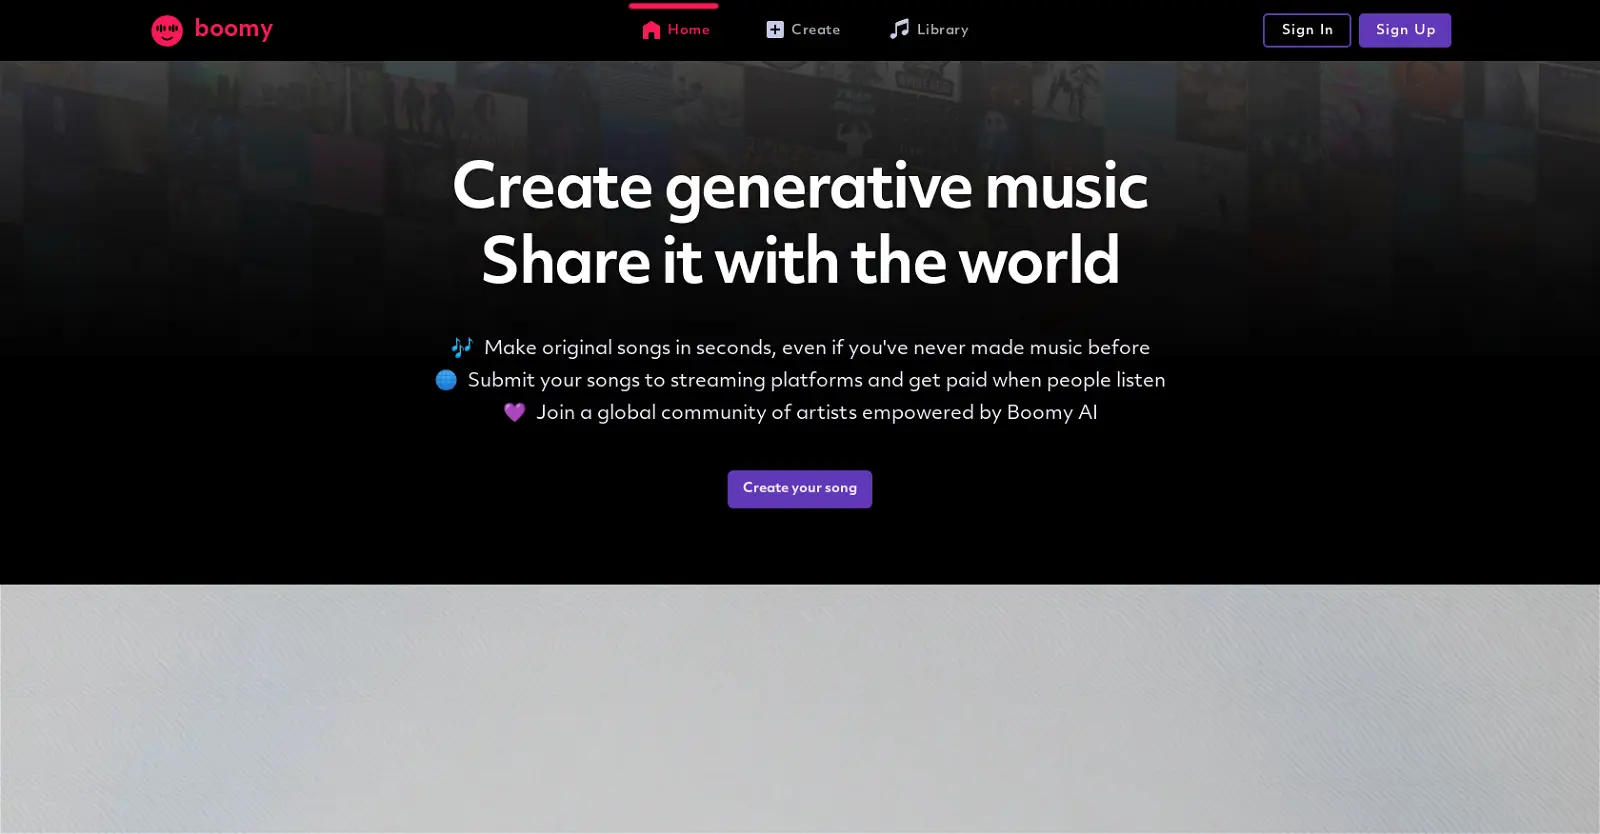 boomy
Home
Create
Library
Sign In
Sign Up
Create generative music
Share it with the world
🎶 Make original songs in seconds, even if you've never made music before
🌐 Submit your songs to streaming platforms and get paid when people listen
💜 Join a global community of artists empowered by Boomy AI
Create your song